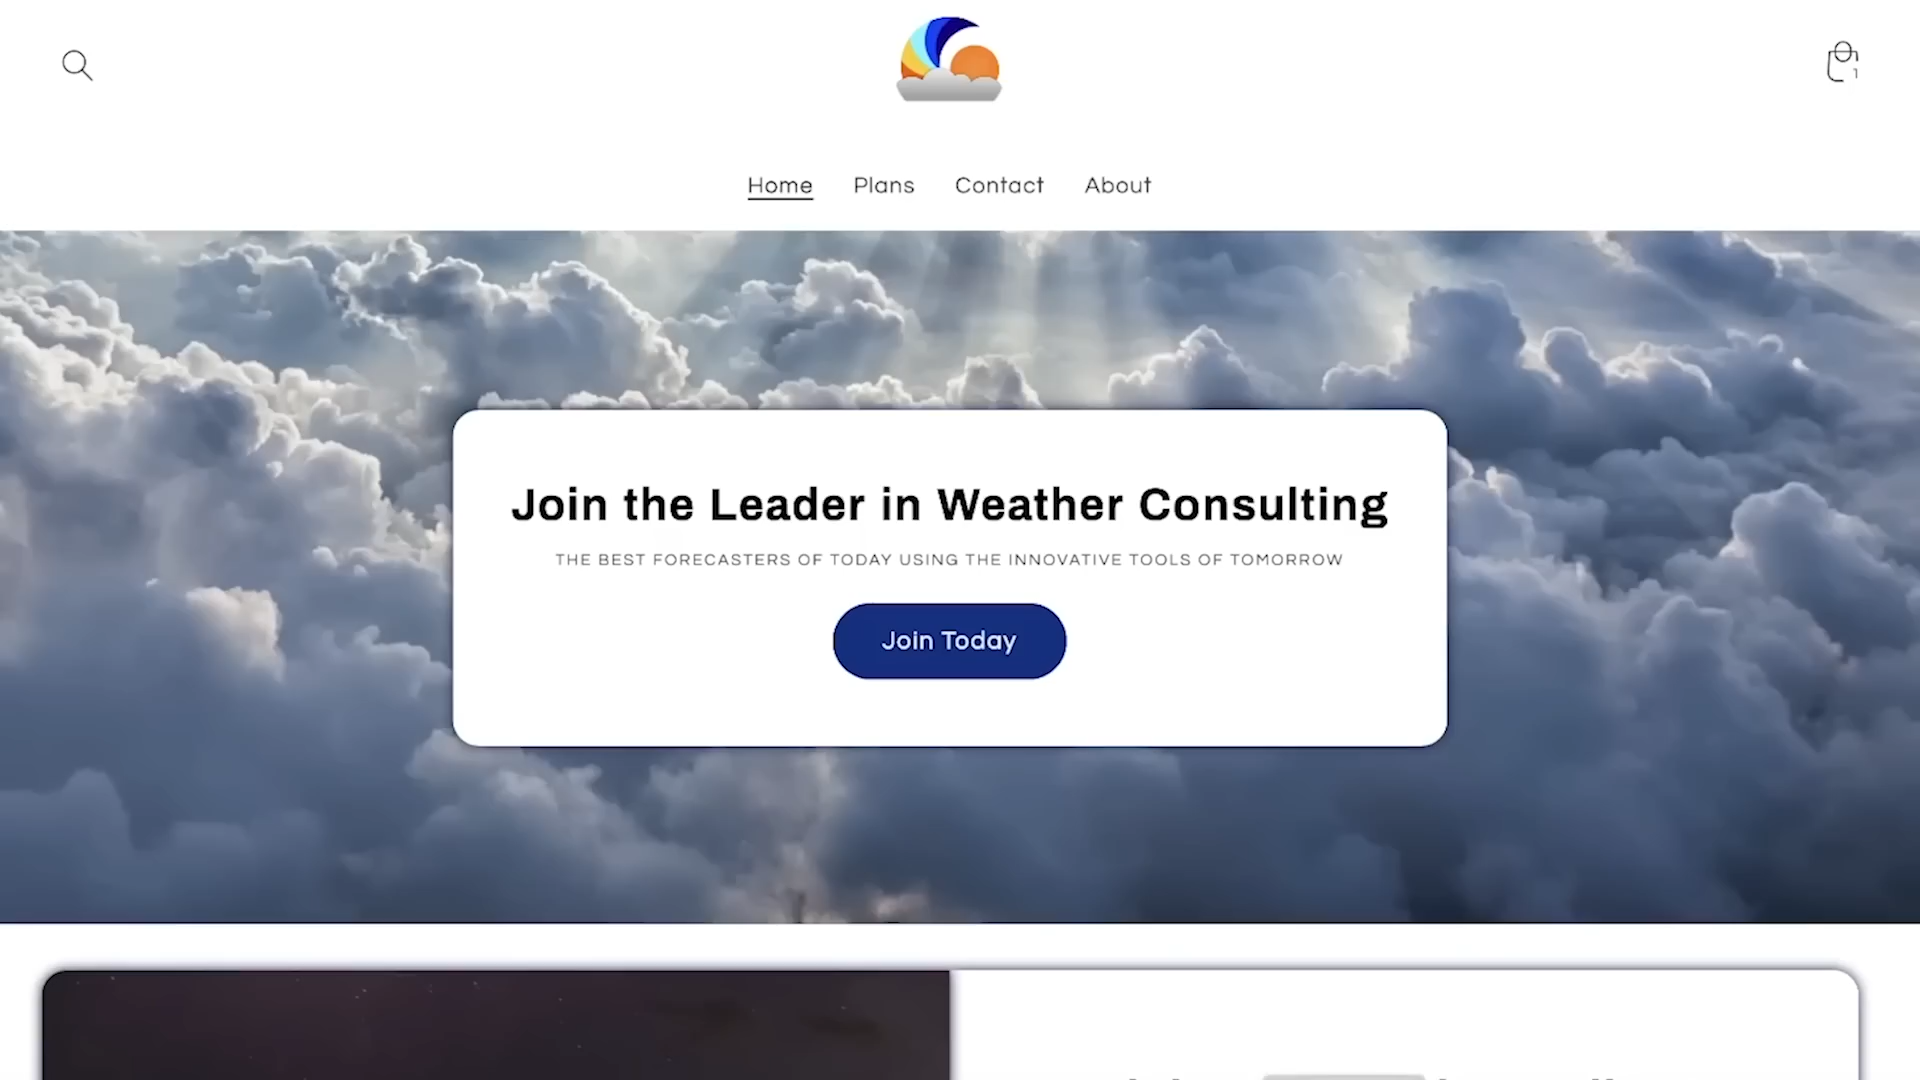 1
Home Plans Contact About
Join the Leader in Weather Consulting
THE BEST FORECASTERS OF TODAY USING THE INNOVATIVE TOOLS OF TOMORROW
Join Today